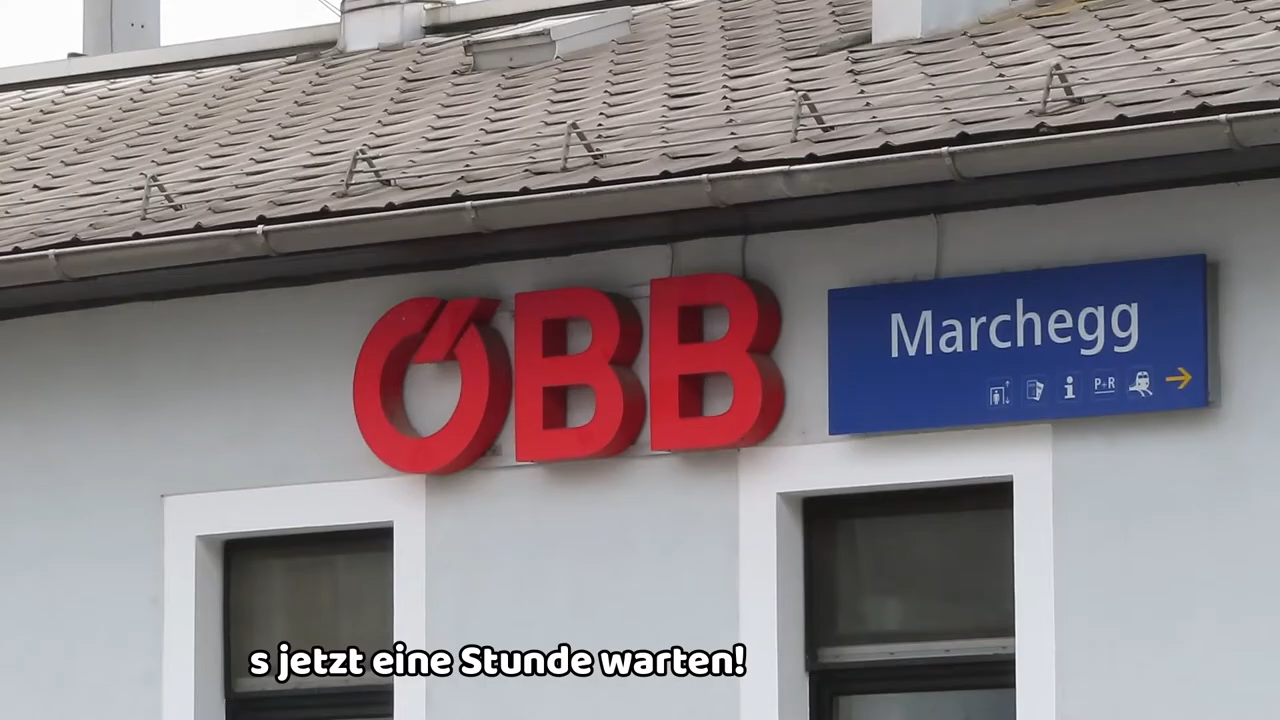 ÖBB
Marchegg
i P+R →
s jetzt eine Stunde warten!